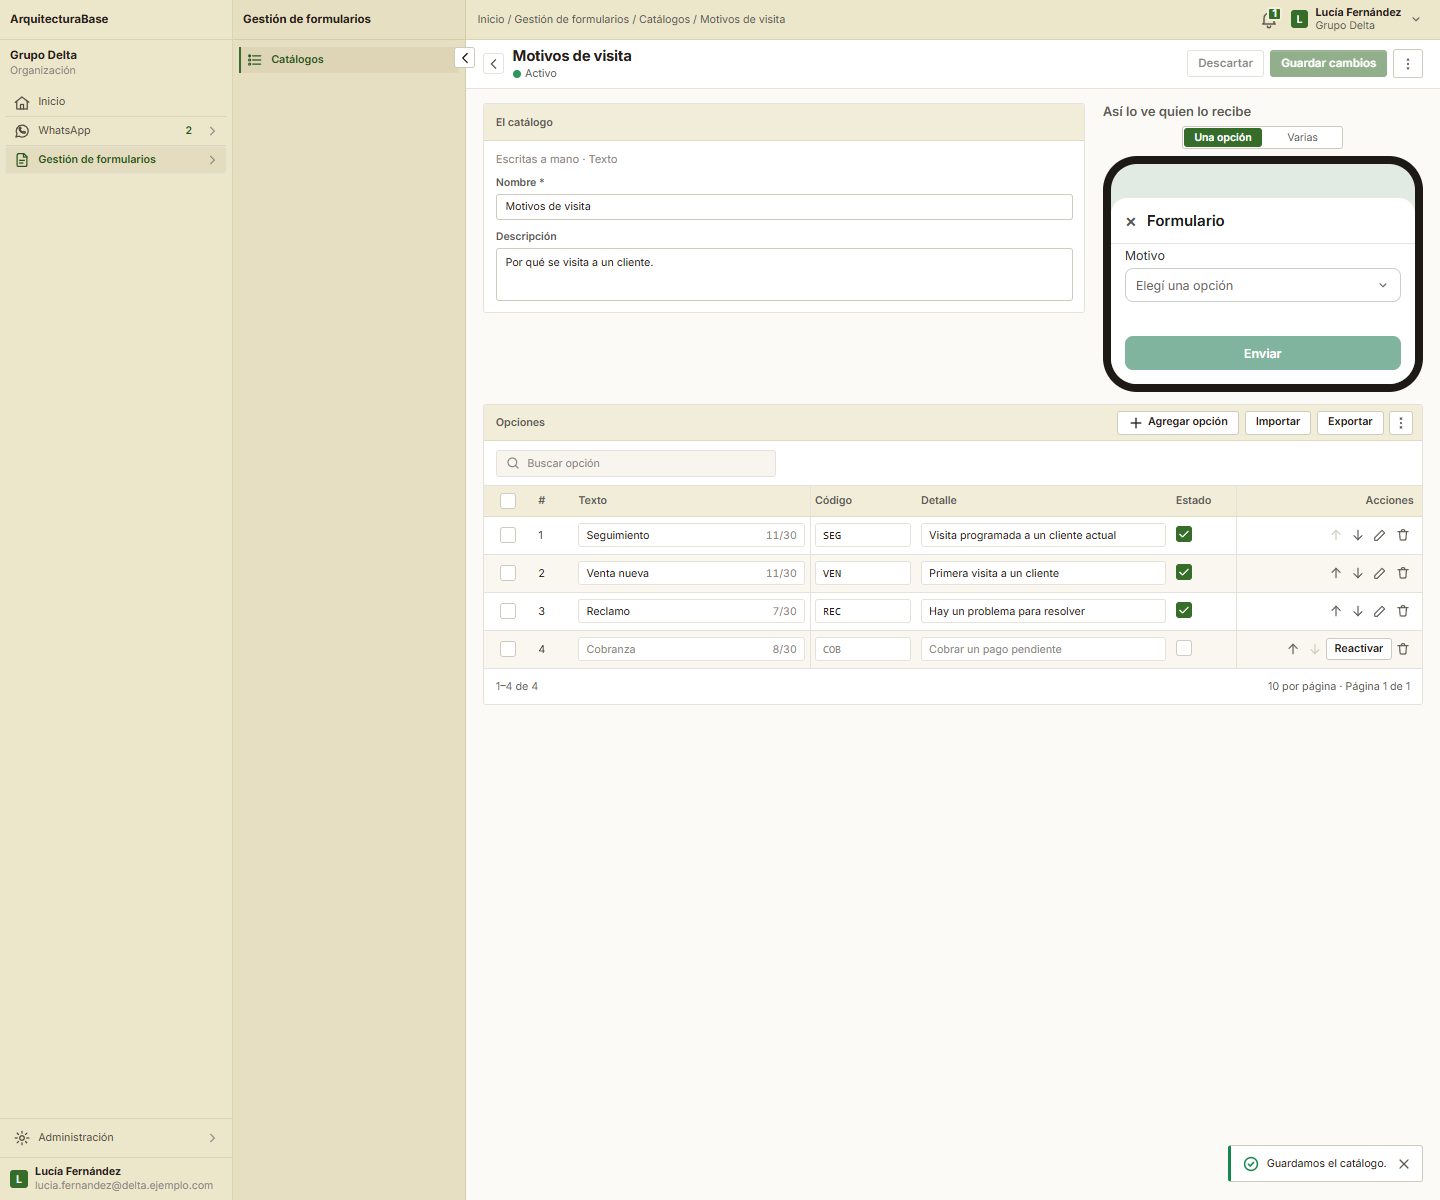 ArquitecturaBase
Gestión de formularios
Inicio / Gestión de formularios / Catálogos / Motivos de visita
1
L
Lucía Fernández
Grupo Delta
Grupo Delta
Organización
Inicio
WhatsApp 2
Gestión de formularios
Catálogos
Motivos de visita
Activo
Descartar
Guardar cambios
El catálogo
Escritas a mano · Texto
Nombre *
Motivos de visita
Descripción
Por qué se visita a un cliente.
Así lo ve quien lo recibe
Una opción Varias
Formulario
Motivo
Elegí una opción
Enviar
Opciones
Agregar opción
Importar
Exportar
Buscar opción
# Texto Código Detalle Estado Acciones
1 Seguimiento 11/30 SEG Visita programada a un cliente actual
2 Venta nueva 11/30 VEN Primera visita a un cliente
3 Reclamo 7/30 REC Hay un problema para resolver
4 Cobranza 8/30 COB Cobrar un pago pendiente Reactivar
1–4 de 4
10 por página · Página 1 de 1
Administración
L
Lucía Fernández
lucia.fernandez@delta.ejemplo.com
Guardamos el catálogo.